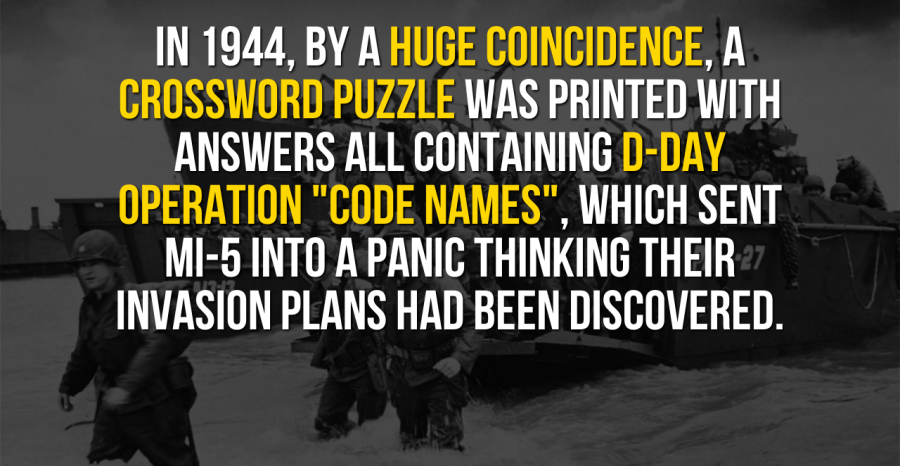 IN 1944, BY A HUGE COINCIDENCE, A
CROSSWORD PUZZLE WAS PRINTED WITH
ANSWERS ALL CONTAINING D-DAY
OPERATION "CODE NAMES", WHICH SENT
MI-5 INTO A PANIC THINKING THEIR
INVASION PLANS HAD BEEN DISCOVERED.
-27